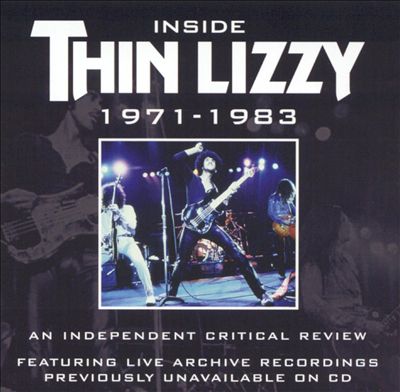 INSIDE
THIN LIZZY
1971-1983
AN INDEPENDENT CRITICAL REVIEW
FEATURING LIVE ARCHIVE RECORDINGS
PREVIOUSLY UNAVAILABLE ON CD